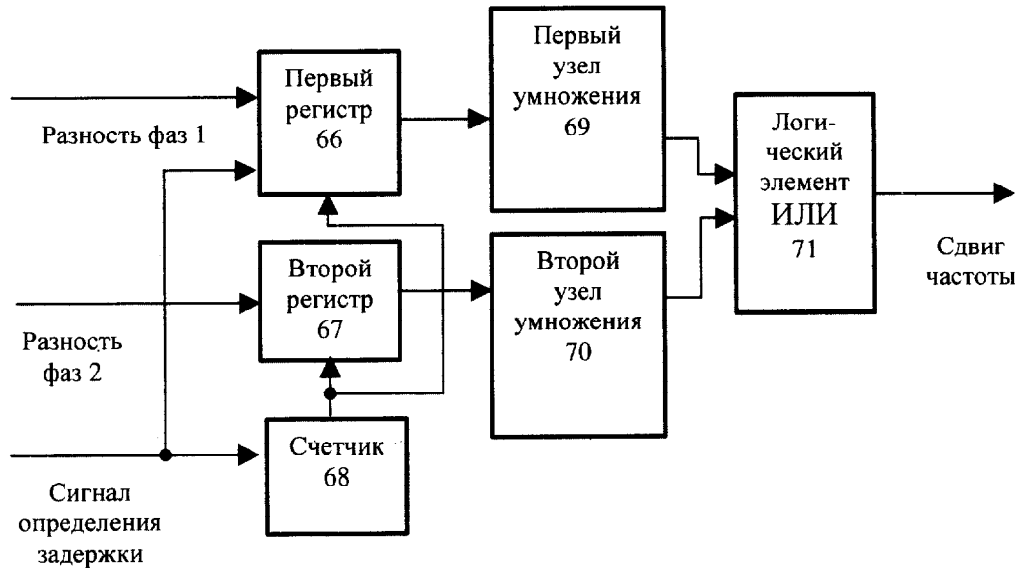 Первый
регистр
66
Первый
узел
умножения
69
Логи-
ческий
элемент
ИЛИ
71
Разность фаз 1
Второй
регистр
67
Второй
узел
умножения
70
Сдвиг
частоты
Разность
фаз 2
Счетчик
68
Сигнал
определения
задержки